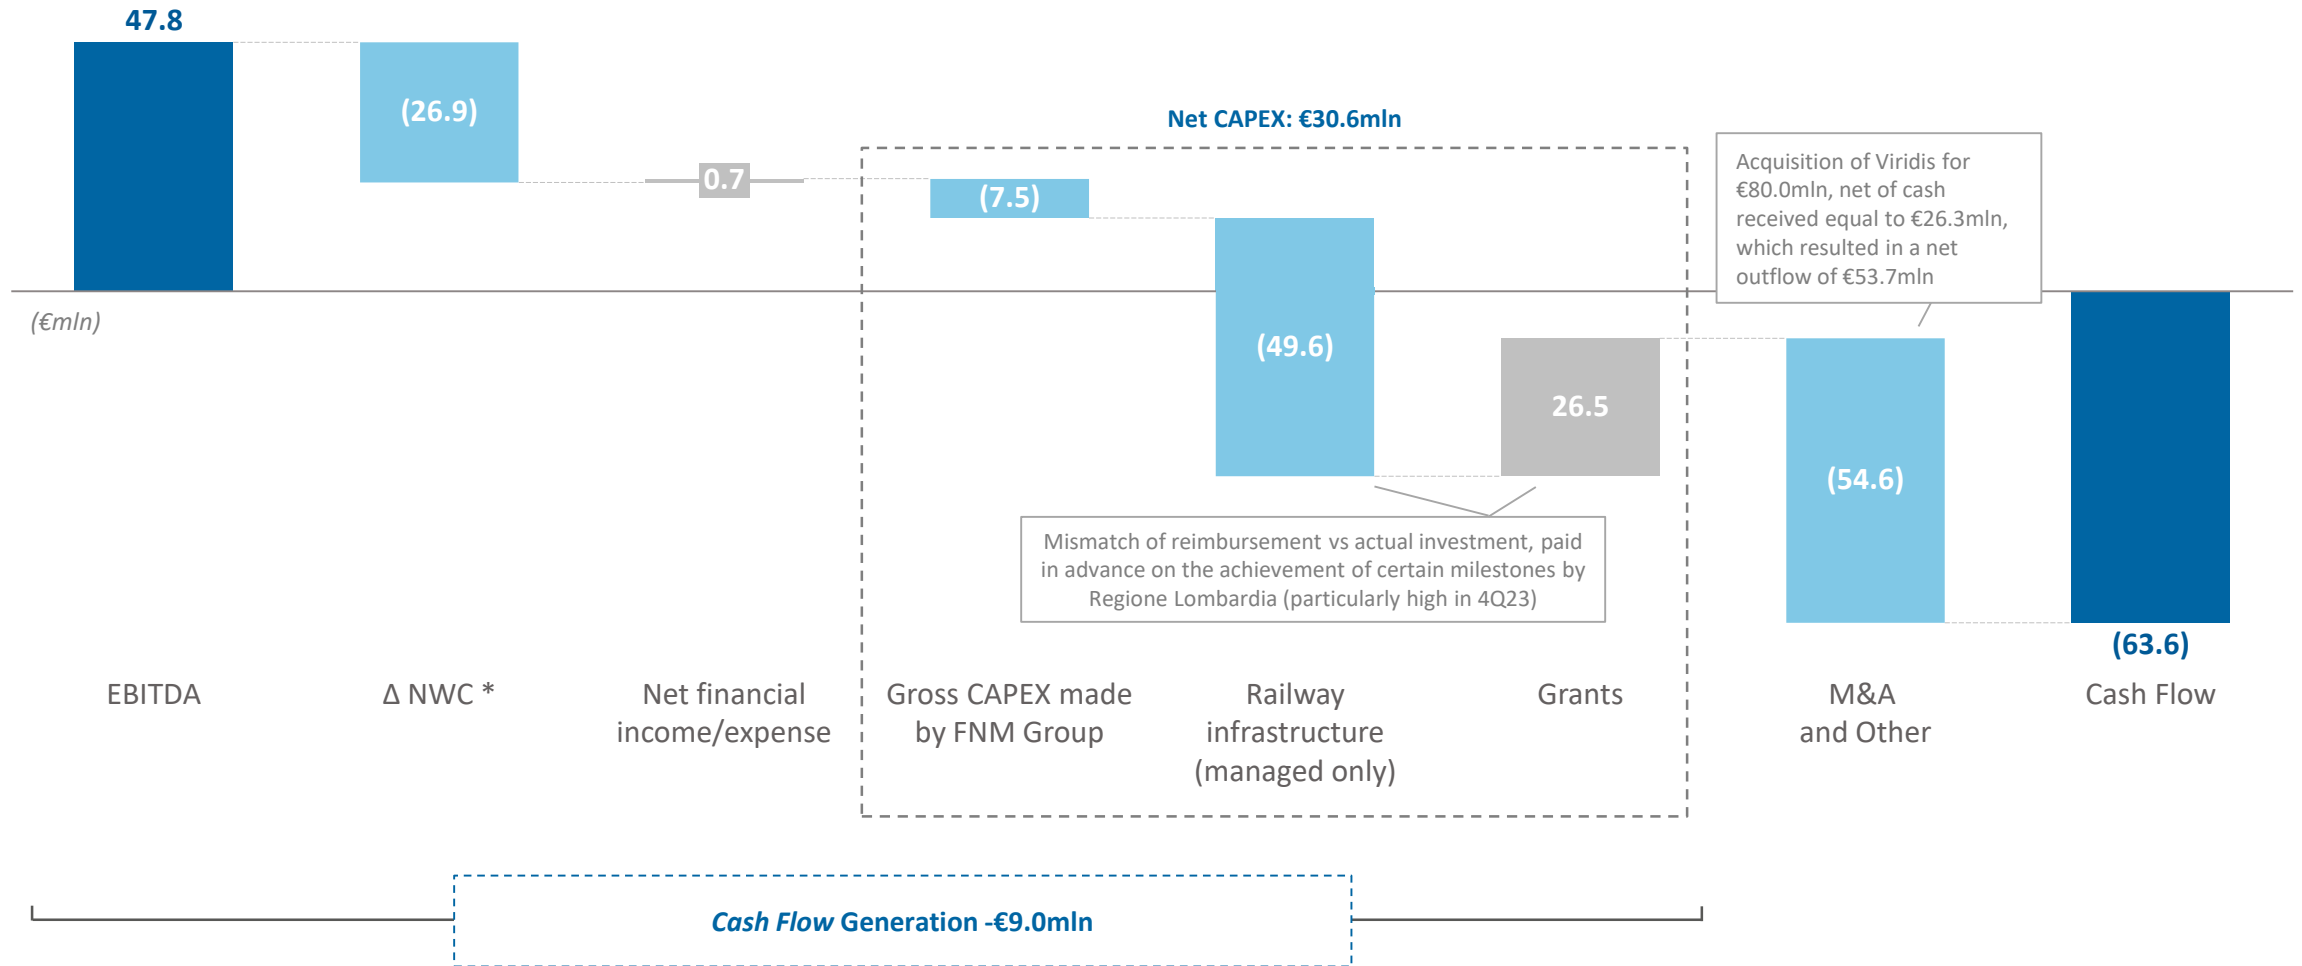 47.8
(26.9)
0.7
Net CAPEX: €30.6mln
(7.5)
(49.6)
26.5
Acquisition of Viridis for
€80.0mln, net of cash
received equal to €26.3mln,
which resulted in a net
outflow of €53.7mln
(€mln)
(54.6)
Mismatch of reimbursement vs actual investment, paid
in advance on the achievement of certain milestones by
Regione Lombardia (particularly high in 4Q23)
(63.6)
EBITDA
Δ NWC *
Net financial
income/expense
Gross CAPEX made
by FNM Group
Railway
infrastructure
(managed only)
Grants
M&A
and Other
Cash Flow
Cash Flow Generation -€9.0mln